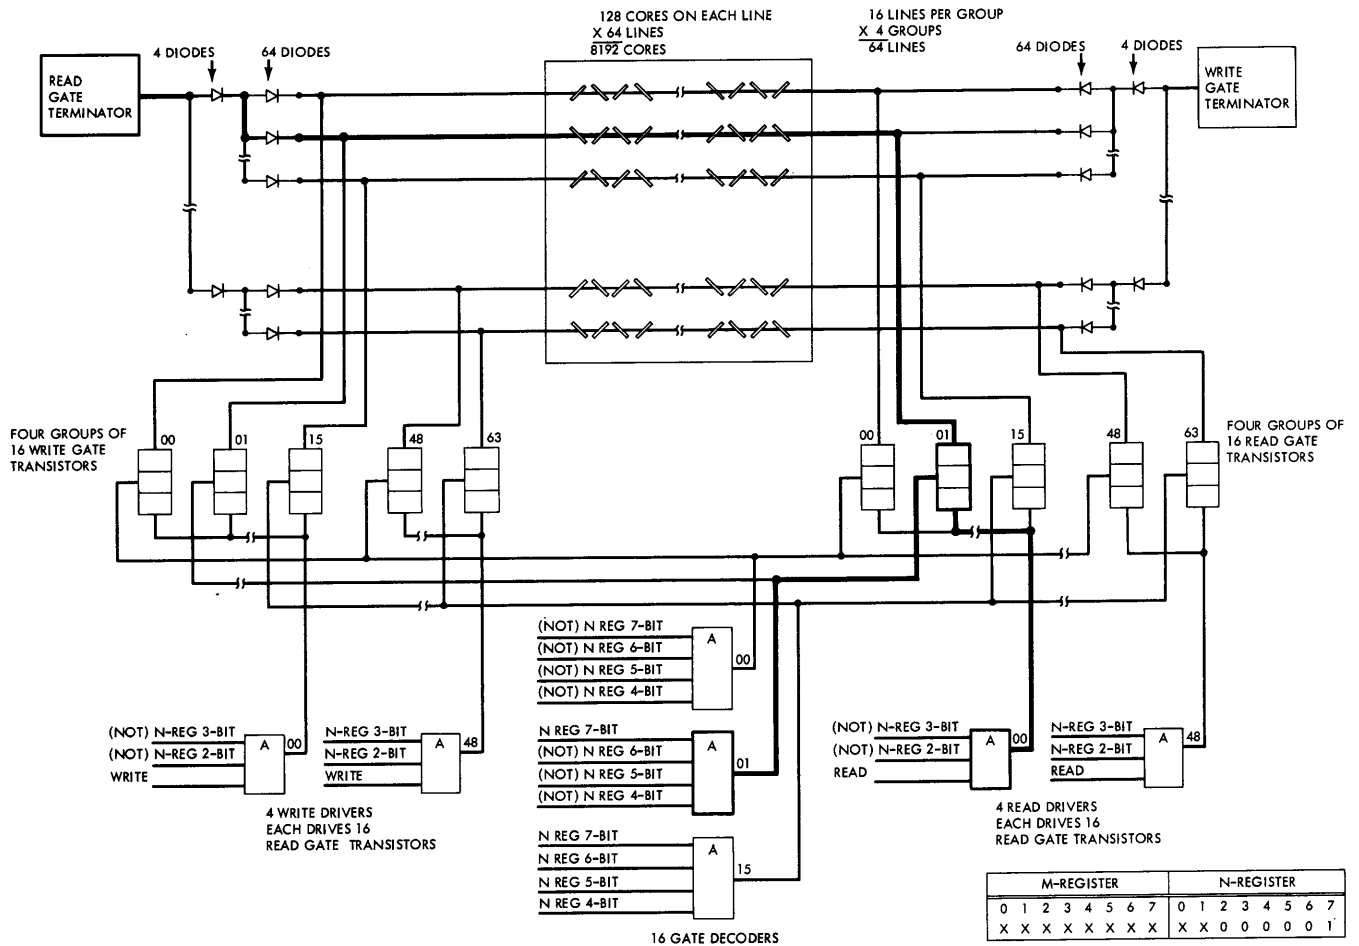 128 CORES ON EACH LINE
X 64 LINES
8192 CORES
16 LINES PER GROUP
X 4 GROUPS
64 LINES
4 DIODES
64 DIODES
64 DIODES
4 DIODES
READ
GATE
TERMINATOR
WRITE
GATE
TERMINATOR
FOUR GROUPS OF
16 WRITE GATE
TRANSISTORS
00
01
15
48
63
00
01
15
48
63
FOUR GROUPS OF
16 READ GATE
TRANSISTORS
(NOT) N REG 7-BIT
(NOT) N REG 6-BIT
(NOT) N REG 5-BIT
(NOT) N REG 4-BIT
A
00
N REG 7-BIT
(NOT) N REG 6-BIT
(NOT) N REG 5-BIT
(NOT) N REG 4-BIT
A
01
N REG 7-BIT
N REG 6-BIT
N REG 5-BIT
N REG 4-BIT
A
15
16 GATE DECODERS
(NOT) N-REG 3-BIT
(NOT) N-REG 2-BIT
WRITE
A
00
N-REG 3-BIT
N-REG 2-BIT
WRITE
A
48
4 WRITE DRIVERS
EACH DRIVES 16
READ GATE TRANSISTORS
(NOT) N-REG 3-BIT
(NOT) N-REG 2-BIT
READ
A
00
N-REG 3-BIT
N-REG 2-BIT
READ
A
48
4 READ DRIVERS
EACH DRIVES 16
READ GATE TRANSISTORS
M-REGISTER N-REGISTER
0 1 2 3 4 5 6 7 0 1 2 3 4 5 6 7
X X X X X X X X X X 0 0 0 0 0 1